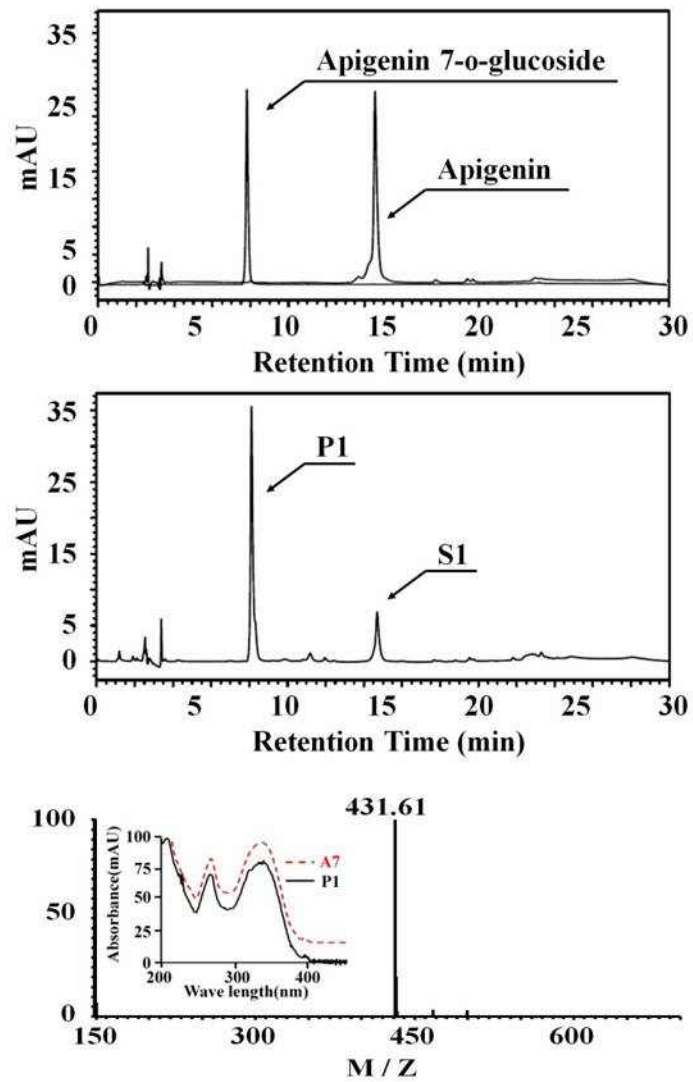 35
Apigenin 7-o-glucoside
25
mAU
15
Apigenin
5
0
0 5 10 15 20 25 30
Retention Time (min)
35
P1
25
mAU
15
S1
5
0
0 5 10 15 20 25 30
Retention Time (min)
431.61
100
100
75
50
25
0
Absorbance(mAU)
A7
P1
200 300 400
Wave length(nm)
50
0
150 300 450 600
M / Z